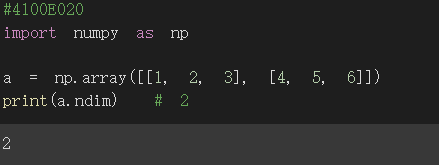 #4100E020
import numpy as np
a = np.array([[1, 2, 3], [4, 5, 6]])
print(a.ndim) # 2
2